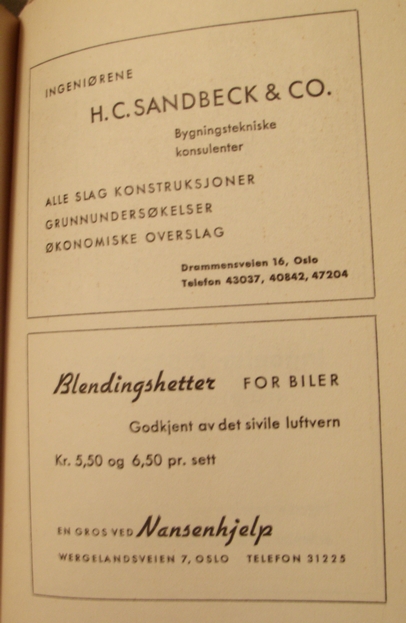 INGENIØRENE
H.C. SANDBECK & CO.
Bygningstekniske
konsulenter
ALLE SLAG KONSTRUKSJONER
GRUNNUNDERSØKELSER
ØKONOMISKE OVERSLAG
Drammensveien 16, Oslo
Telefon 43037, 40842, 47204
Blendingshetter FOR BILER
Godkjent av det sivile luftvern
Kr. 5,50 og 6,50 pr. sett
EN GROS VED Nansenhjelp
WERGELANDSVEIEN 7, OSLO TELEFON 31225